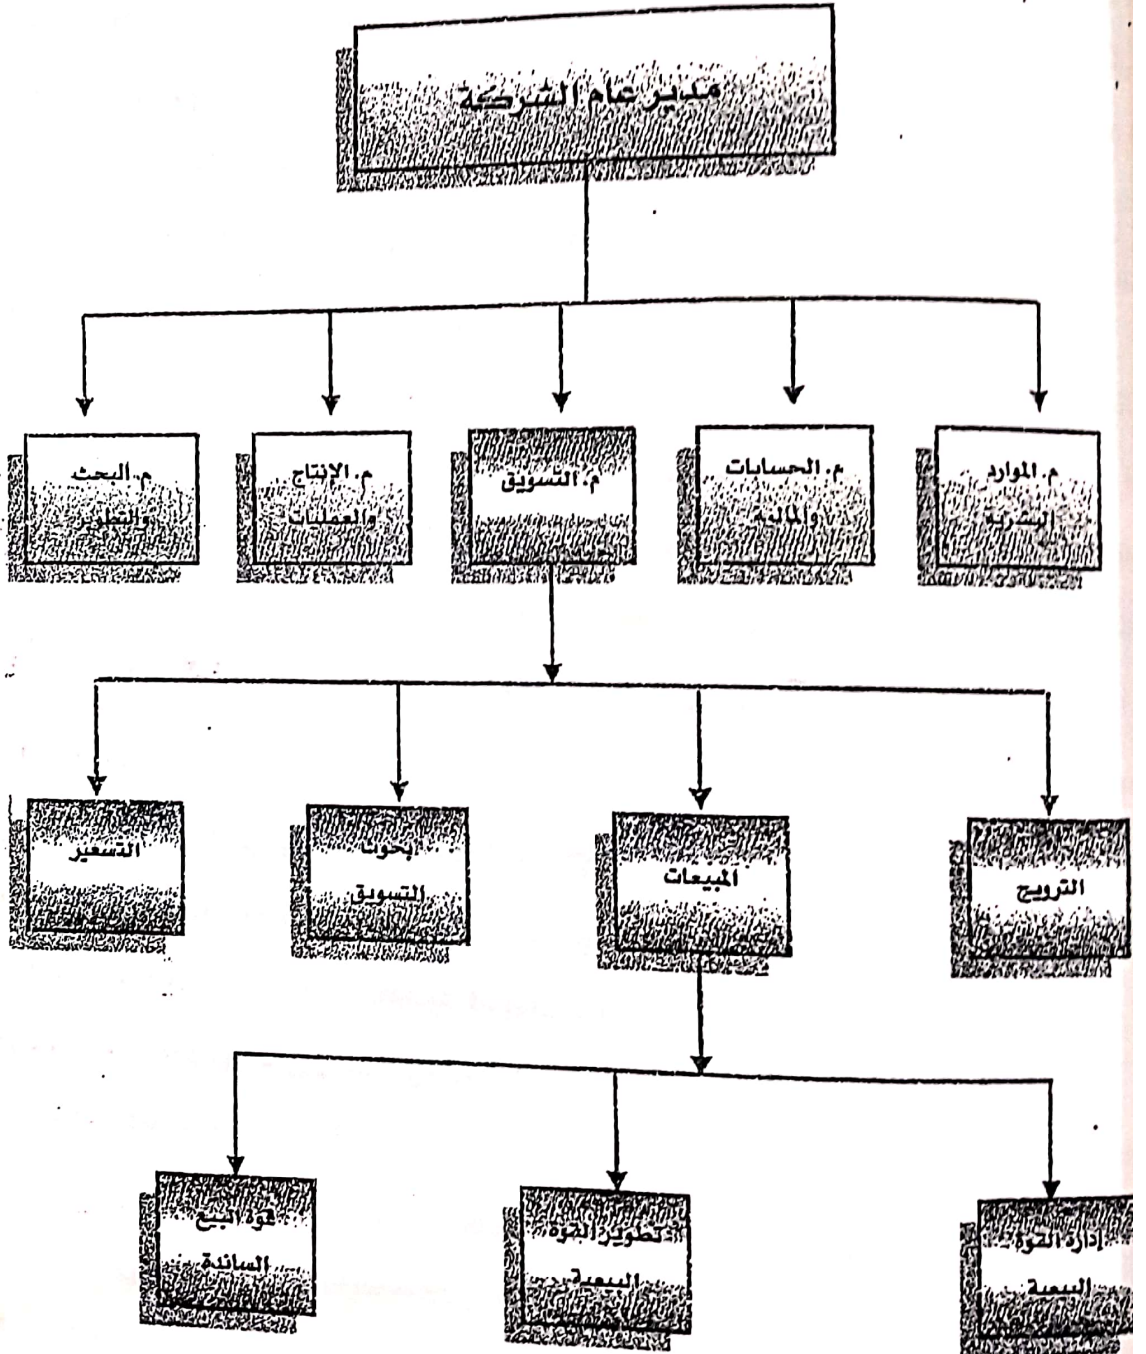 مدير عام الشركة
م. الموارد
البشرية
م. الحسابات
والمالية
م. التسويق
م. الإنتاج
والعمليات
م. البحث
والتطوير
الترويج
المبيعات
بحوث
التسويق
التسعير
إدارة القوة
البيعية
تطوير القوة
البيعية
قوة البيع
الساندة